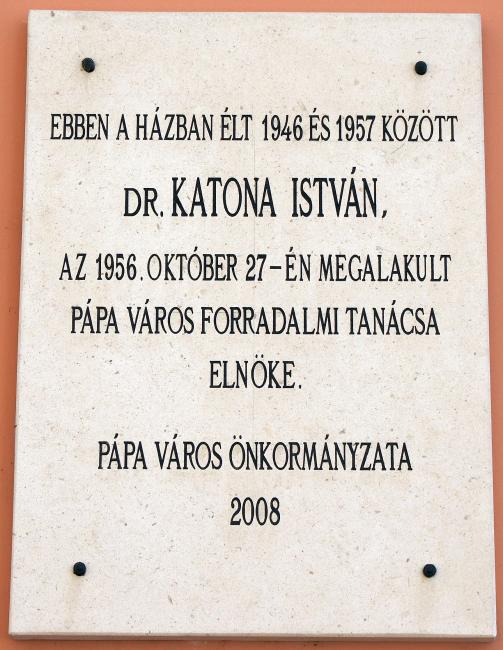 EBBEN A HÁZBAN ÉLT 1946 ÉS 1957 KÖZÖTT
DR. KATONA ISTVÁN,
AZ 1956. OKTÓBER 27-ÉN MEGALAKULT
PÁPA VÁROS FORRADALMI TANÁCSA
ELNÖKE.
PÁPA VÁROS ÖNKORMÁNYZATA
2008